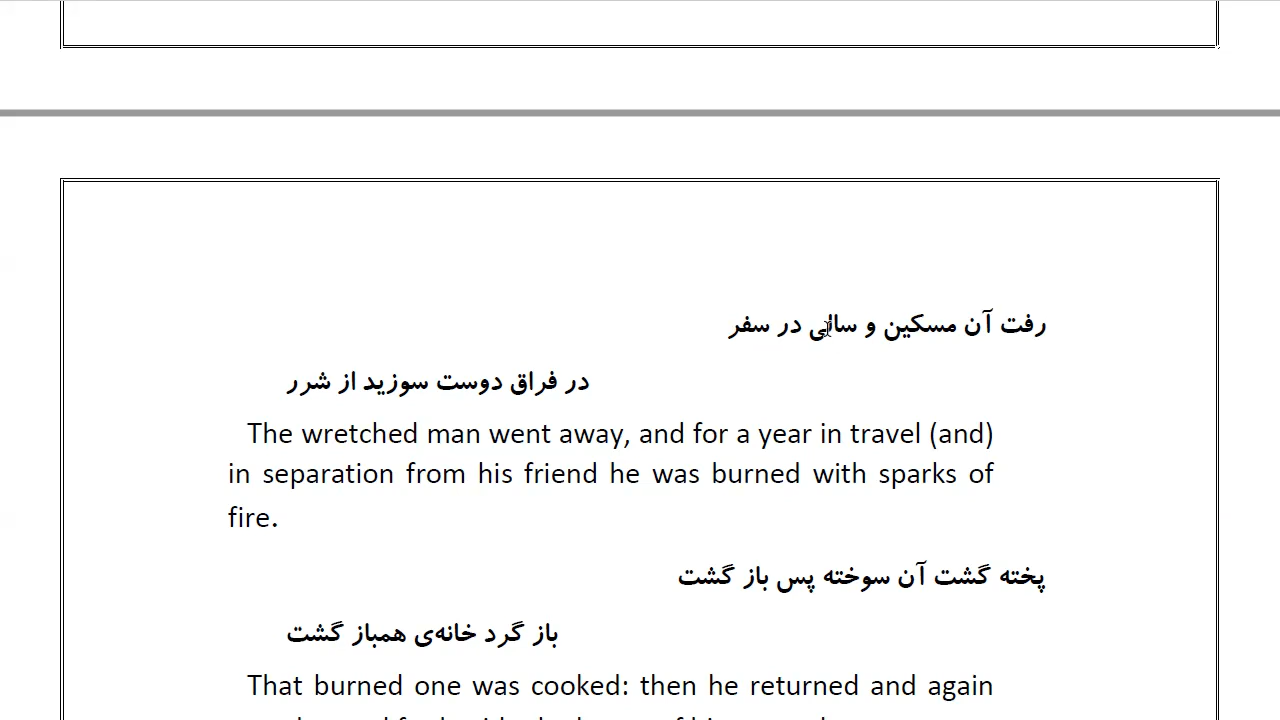 رفت آن مسکین و سالی در سفر
در فراق دوست سوزید از شرر
The wretched man went away, and for a year in travel (and)
in separation from his friend he was burned with sparks of
fire.
پخته گشت آن سوخته پس باز گشت
باز گرد خانه‌ی همباز گشت
That burned one was cooked: then he returned and again